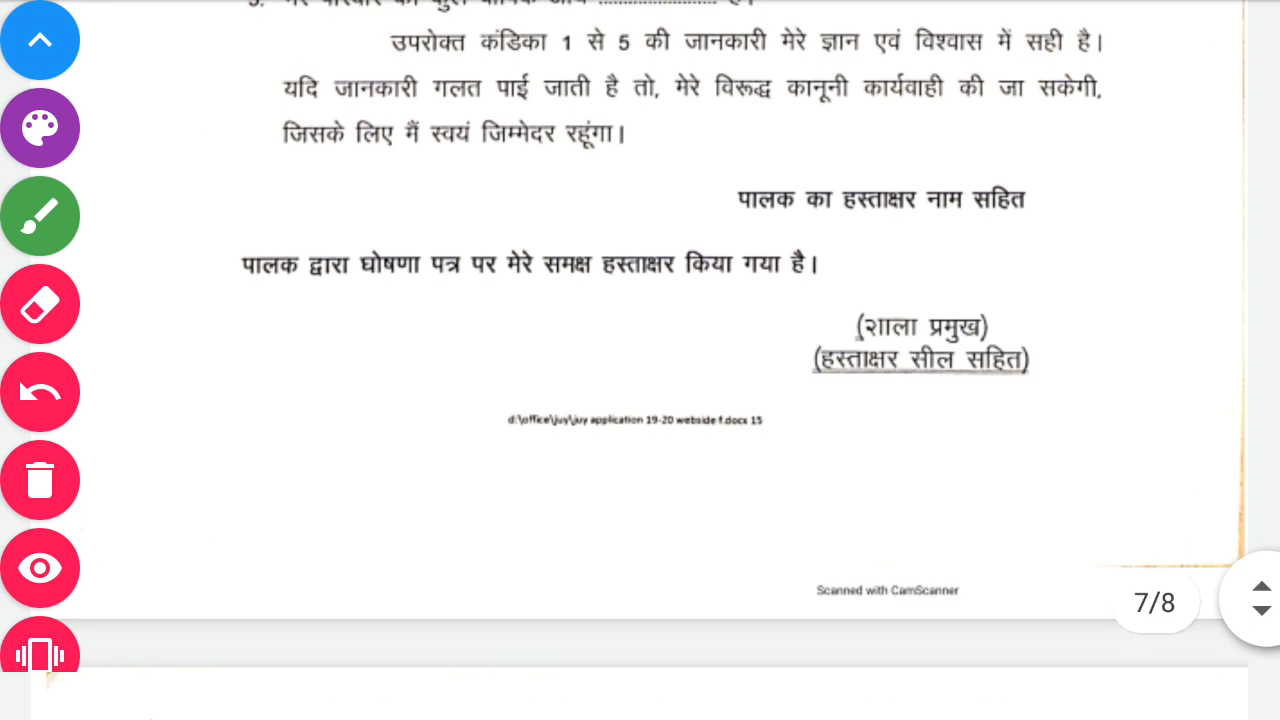 उपरोक्त कंडिका 1 से 5 की जानकारी मेरे ज्ञान एवं विश्वास में सही है।
यदि जानकारी गलत पाई जाती है तो, मेरे विरूद्ध कानूनी कार्यवाही की जा सकेगी,
जिसके लिए मैं स्वयं जिम्मेदर रहूंगा।
पालक का हस्ताक्षर नाम सहित
पालक द्वारा घोषणा पत्र पर मेरे समक्ष हस्ताक्षर किया गया है।
(शाला प्रमुख)
(हस्ताक्षर सील सहित)
d:\office\juy\juy application 19-20 webside f.docx 15
Scanned with CamScanner
7/8